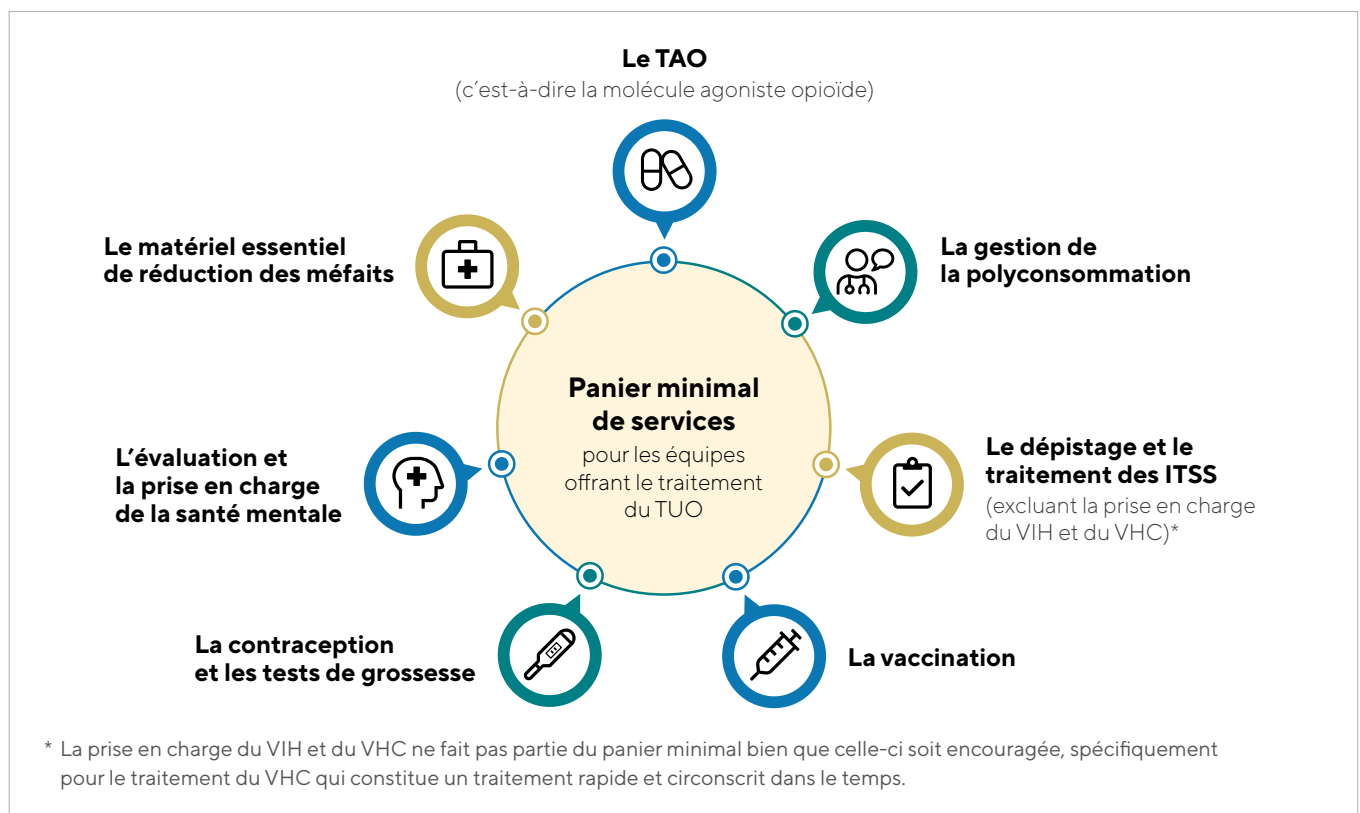 Le TAO
(c'est-à-dire la molécule agoniste opioïde)
Le matériel essentiel
de réduction des méfaits
La gestion de
la polyconsommation
Panier minimal
de services
pour les équipes
offrant le traitement
du TUO
L'évaluation et
la prise en charge
de la santé mentale
Le dépistage et le
traitement des ITSS
(excluant la prise en charge
du VIH et du VHC)*
La contraception
et les tests de grossesse
La vaccination
* La prise en charge du VIH et du VHC ne fait pas partie du panier minimal bien que celle-ci soit encouragée, spécifiquement
pour le traitement du VHC qui constitue un traitement rapide et circonscrit dans le temps.